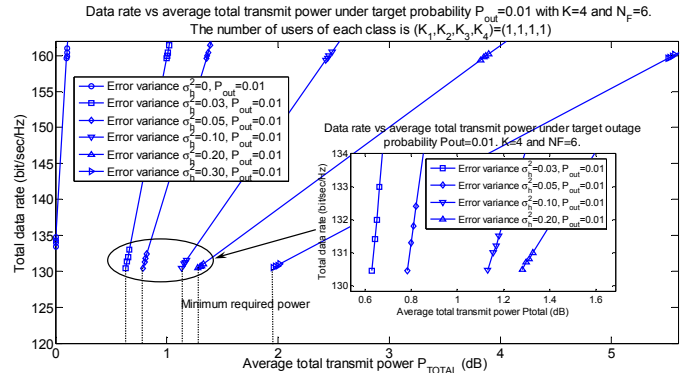 Data rate vs average total transmit power under target probability P_out=0.01 with K=4 and N_F=6.
The number of users of each class is (K_1,K_2,K_3,K_4)=(1,1,1,1)
Total data rate (bit/sec/Hz)
160
155
150
145
140
135
130
125
120
Error variance σ_h^2=0, P_out=0.01
Error variance σ_h^2=0.03, P_out=0.01
Error variance σ_h^2=0.05, P_out=0.01
Error variance σ_h^2=0.10, P_out=0.01
Error variance σ_h^2=0.20, P_out=0.01
Error variance σ_h^2=0.30, P_out=0.01
Data rate vs average total transmit power under target outage
probability Pout=0.01. K=4 and NF=6.
Total data rate (bit/sec/Hz)
134
133
132
131
130
Error variance σ_h^2=0.03, P_out=0.01
Error variance σ_h^2=0.05, P_out=0.01
Error variance σ_h^2=0.10, P_out=0.01
Error variance σ_h^2=0.20, P_out=0.01
0.6 0.8 1 1.2 1.4 1.6
Average total transmit power Ptotal (dB)
Minimum required power
0 1 2 3 4 5
Average total transmit power P_TOTAL (dB)